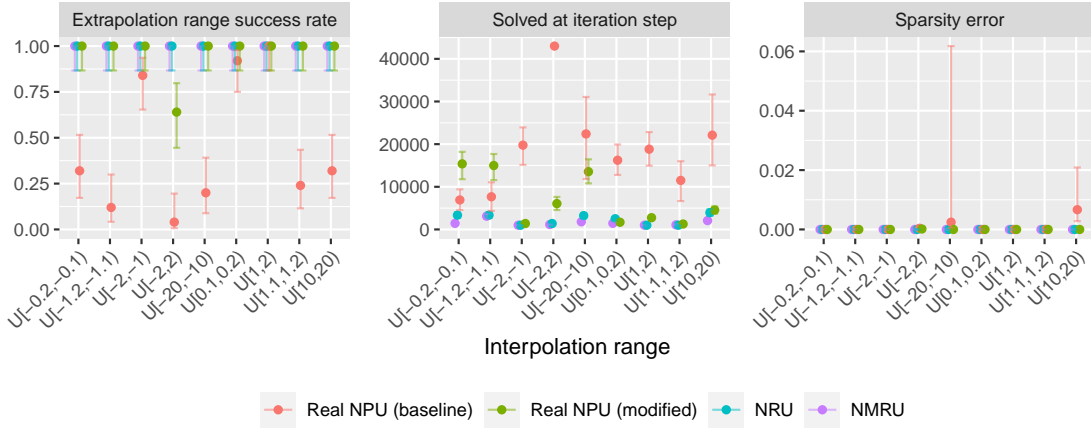 Extrapolation range success rate
Solved at iteration step
Sparsity error
1.00
0.75
0.50
0.25
0.00
40000
30000
20000
10000
0
0.06
0.04
0.02
0.00
U[−0.2,−0.1)
U[−1.2,−1.1)
U[−2,−1)
U[−2,2)
U[−20,−10)
U[0.1,0.2)
U[1,2)
U[1.1,1.2)
U[10,20)
U[−0.2,−0.1)
U[−1.2,−1.1)
U[−2,−1)
U[−2,2)
U[−20,−10)
U[0.1,0.2)
U[1,2)
U[1.1,1.2)
U[10,20)
U[−0.2,−0.1)
U[−1.2,−1.1)
U[−2,−1)
U[−2,2)
U[−20,−10)
U[0.1,0.2)
U[1,2)
U[1.1,1.2)
U[10,20)
Interpolation range
Real NPU (baseline)
Real NPU (modified)
NRU
NMRU